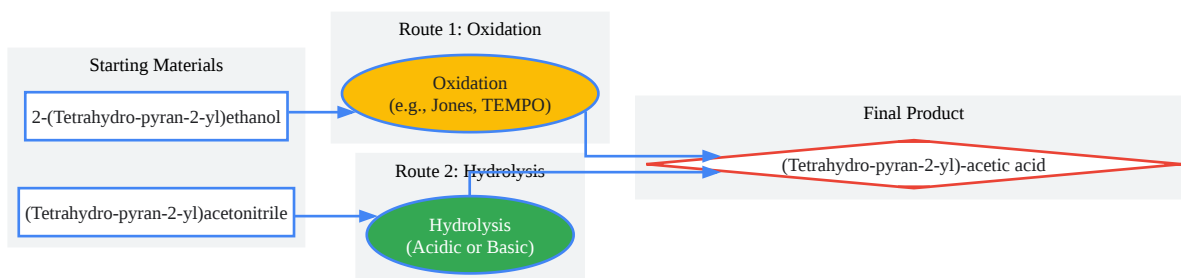 Route 1: Oxidation
Starting Materials
Oxidation
(e.g., Jones, TEMPO)
2-(Tetrahydro-pyran-2-yl)ethanol
Final Product
(Tetrahydro-pyran-2-yl)-acetic acid
Route 2: Hydrolysis
(Tetrahydro-pyran-2-yl)acetonitrile
Hydrolysis
(Acidic or Basic)